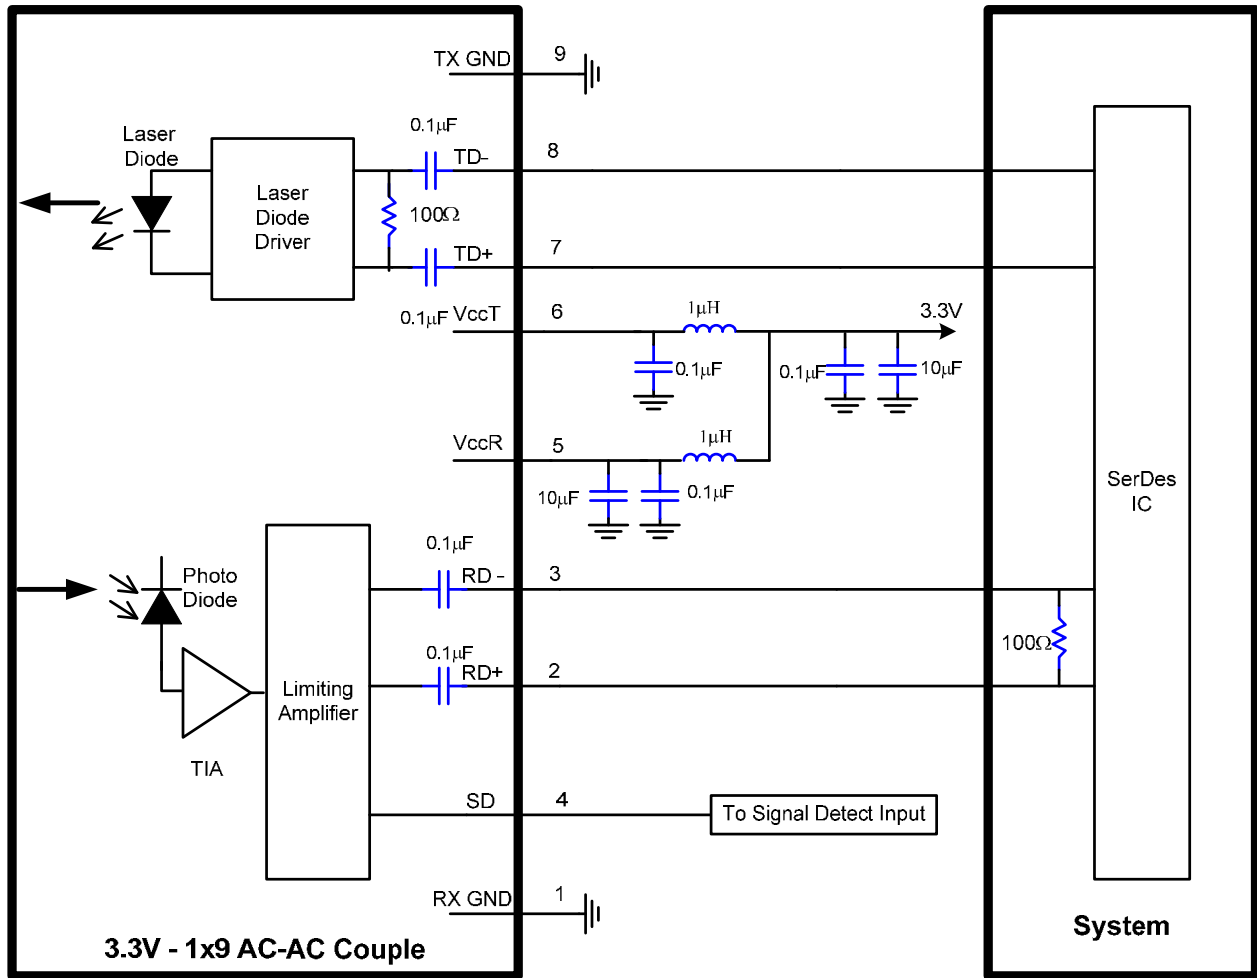 TX GND
9
Laser
Diode
0.1µF
TD-
8
Laser
Diode
Driver
100Ω
TD+
7
0.1µF
VccT
6
1µH
3.3V
0.1µF
0.1µF
10µF
VccR
5
1µH
10µF
0.1µF
SerDes
IC
0.1µF
RD -
3
Photo
Diode
100Ω
0.1µF
RD+
2
Limiting
Amplifier
TIA
SD
4
To Signal Detect Input
RX GND
1
System
3.3V - 1x9 AC-AC Couple